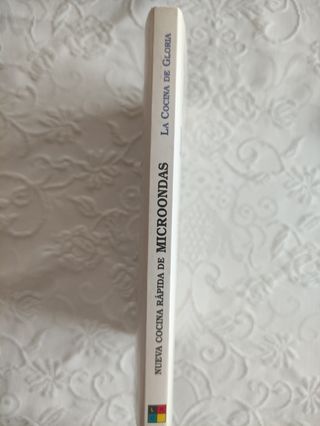 NUEVA COCINA RÁPIDA DE MICROONDAS
LA COCINA DE GLORIA